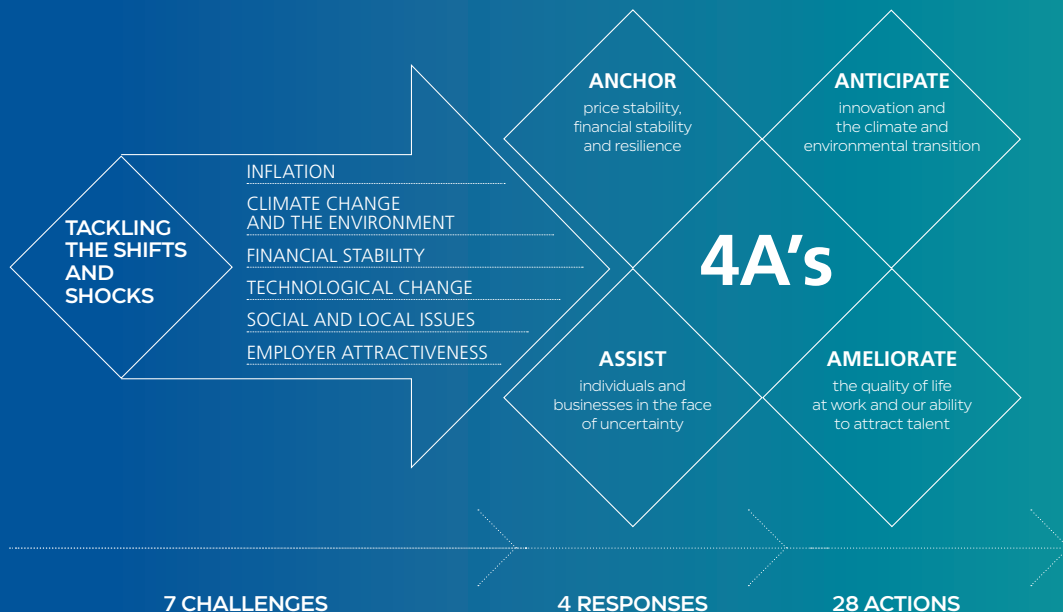 TACKLING
THE SHIFTS
AND
SHOCKS
INFLATION
CLIMATE CHANGE
AND THE ENVIRONMENT
FINANCIAL STABILITY
TECHNOLOGICAL CHANGE
SOCIAL AND LOCAL ISSUES
EMPLOYER ATTRACTIVENESS
ANCHOR
price stability,
financial stability
and resilience
ANTICIPATE
innovation and
the climate and
environmental transition
4A's
ASSIST
individuals and
businesses in the face
of uncertainty
AMELIORATE
the quality of life
at work and our ability
to attract talent
7 CHALLENGES
4 RESPONSES
28 ACTIONS